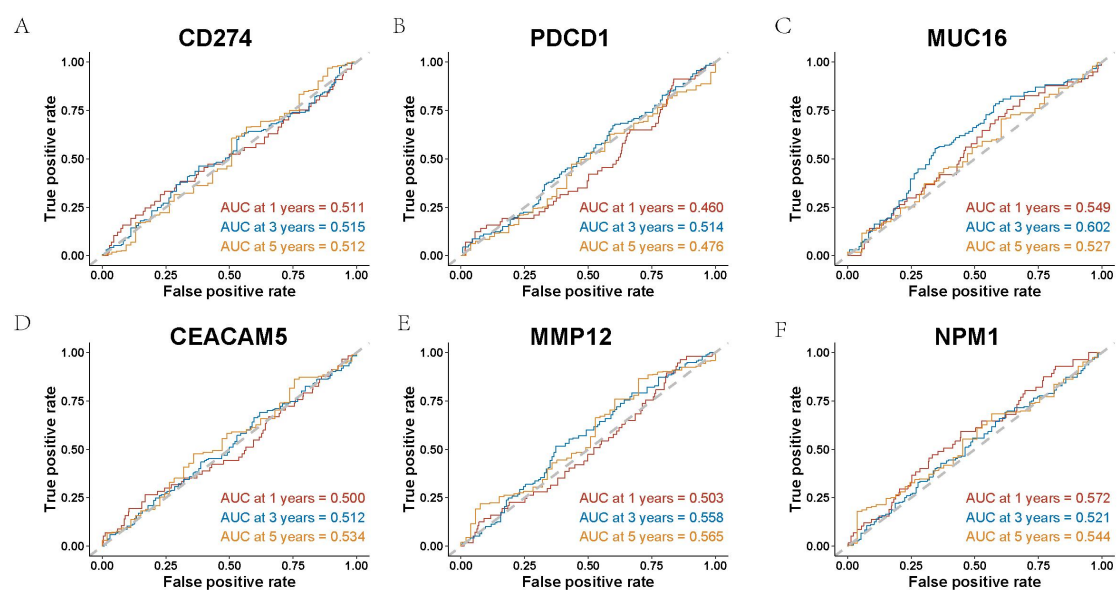 A
CD274
True positive rate
1.00
0.75
0.50
0.25
0.00
AUC at 1 years = 0.511
AUC at 3 years = 0.515
AUC at 5 years = 0.512
0.00 0.25 0.50 0.75 1.00
False positive rate
B
PDCD1
True positive rate
1.00
0.75
0.50
0.25
0.00
AUC at 1 years = 0.460
AUC at 3 years = 0.514
AUC at 5 years = 0.476
0.00 0.25 0.50 0.75 1.00
False positive rate
C
MUC16
True positive rate
1.00
0.75
0.50
0.25
0.00
AUC at 1 years = 0.549
AUC at 3 years = 0.602
AUC at 5 years = 0.527
0.00 0.25 0.50 0.75 1.00
False positive rate
D
CEACAM5
True positive rate
1.00
0.75
0.50
0.25
0.00
AUC at 1 years = 0.500
AUC at 3 years = 0.512
AUC at 5 years = 0.534
0.00 0.25 0.50 0.75 1.00
False positive rate
E
MMP12
True positive rate
1.00
0.75
0.50
0.25
0.00
AUC at 1 years = 0.503
AUC at 3 years = 0.558
AUC at 5 years = 0.565
0.00 0.25 0.50 0.75 1.00
False positive rate
F
NPM1
True positive rate
1.00
0.75
0.50
0.25
0.00
AUC at 1 years = 0.572
AUC at 3 years = 0.521
AUC at 5 years = 0.544
0.00 0.25 0.50 0.75 1.00
False positive rate